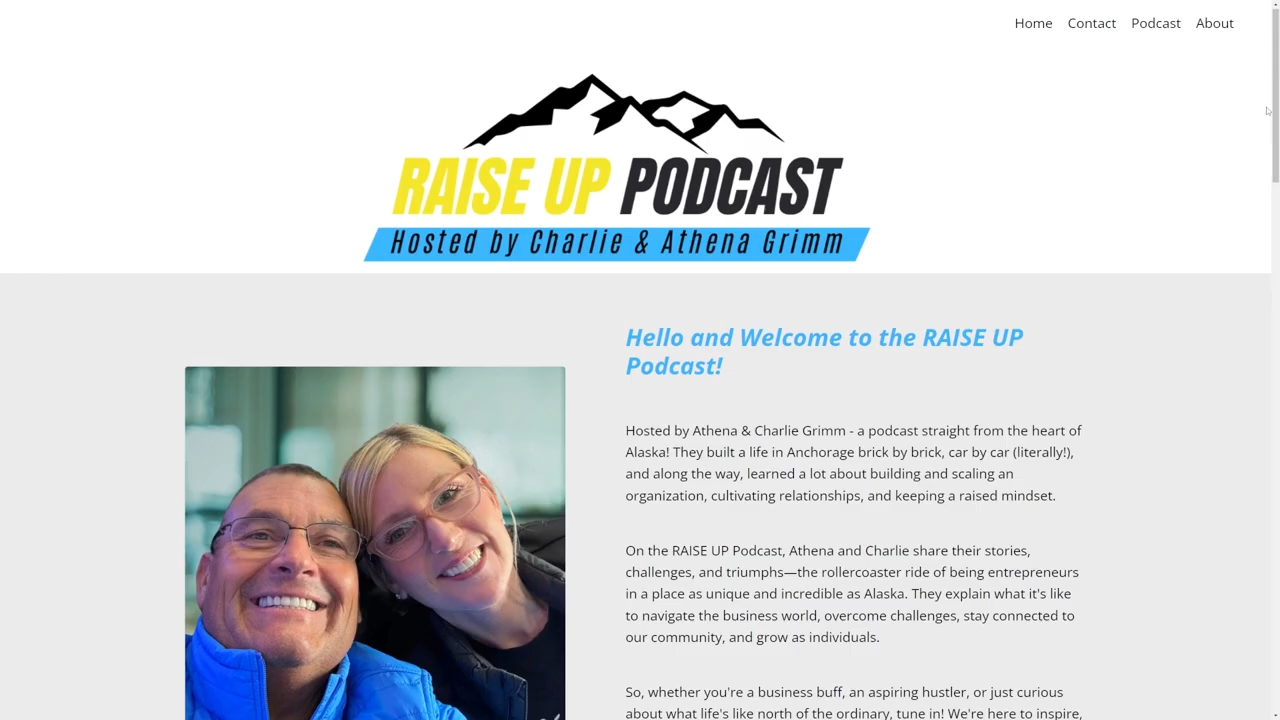 Home Contact Podcast About
RAISE UP PODCAST
Hosted by Charlie & Athena Grimm
Hello and Welcome to the RAISE UP
Podcast!
Hosted by Athena & Charlie Grimm - a podcast straight from the heart of
Alaska! They built a life in Anchorage brick by brick, car by car (literally!),
and along the way, learned a lot about building and scaling an
organization, cultivating relationships, and keeping a raised mindset.
On the RAISE UP Podcast, Athena and Charlie share their stories,
challenges, and triumphs—the rollercoaster ride of being entrepreneurs
in a place as unique and incredible as Alaska. They explain what it's like
to navigate the business world, overcome challenges, stay connected to
our community, and grow as individuals.
So, whether you're a business buff, an aspiring hustler, or just curious
about what life's like north of the ordinary, tune in! We're here to inspire,